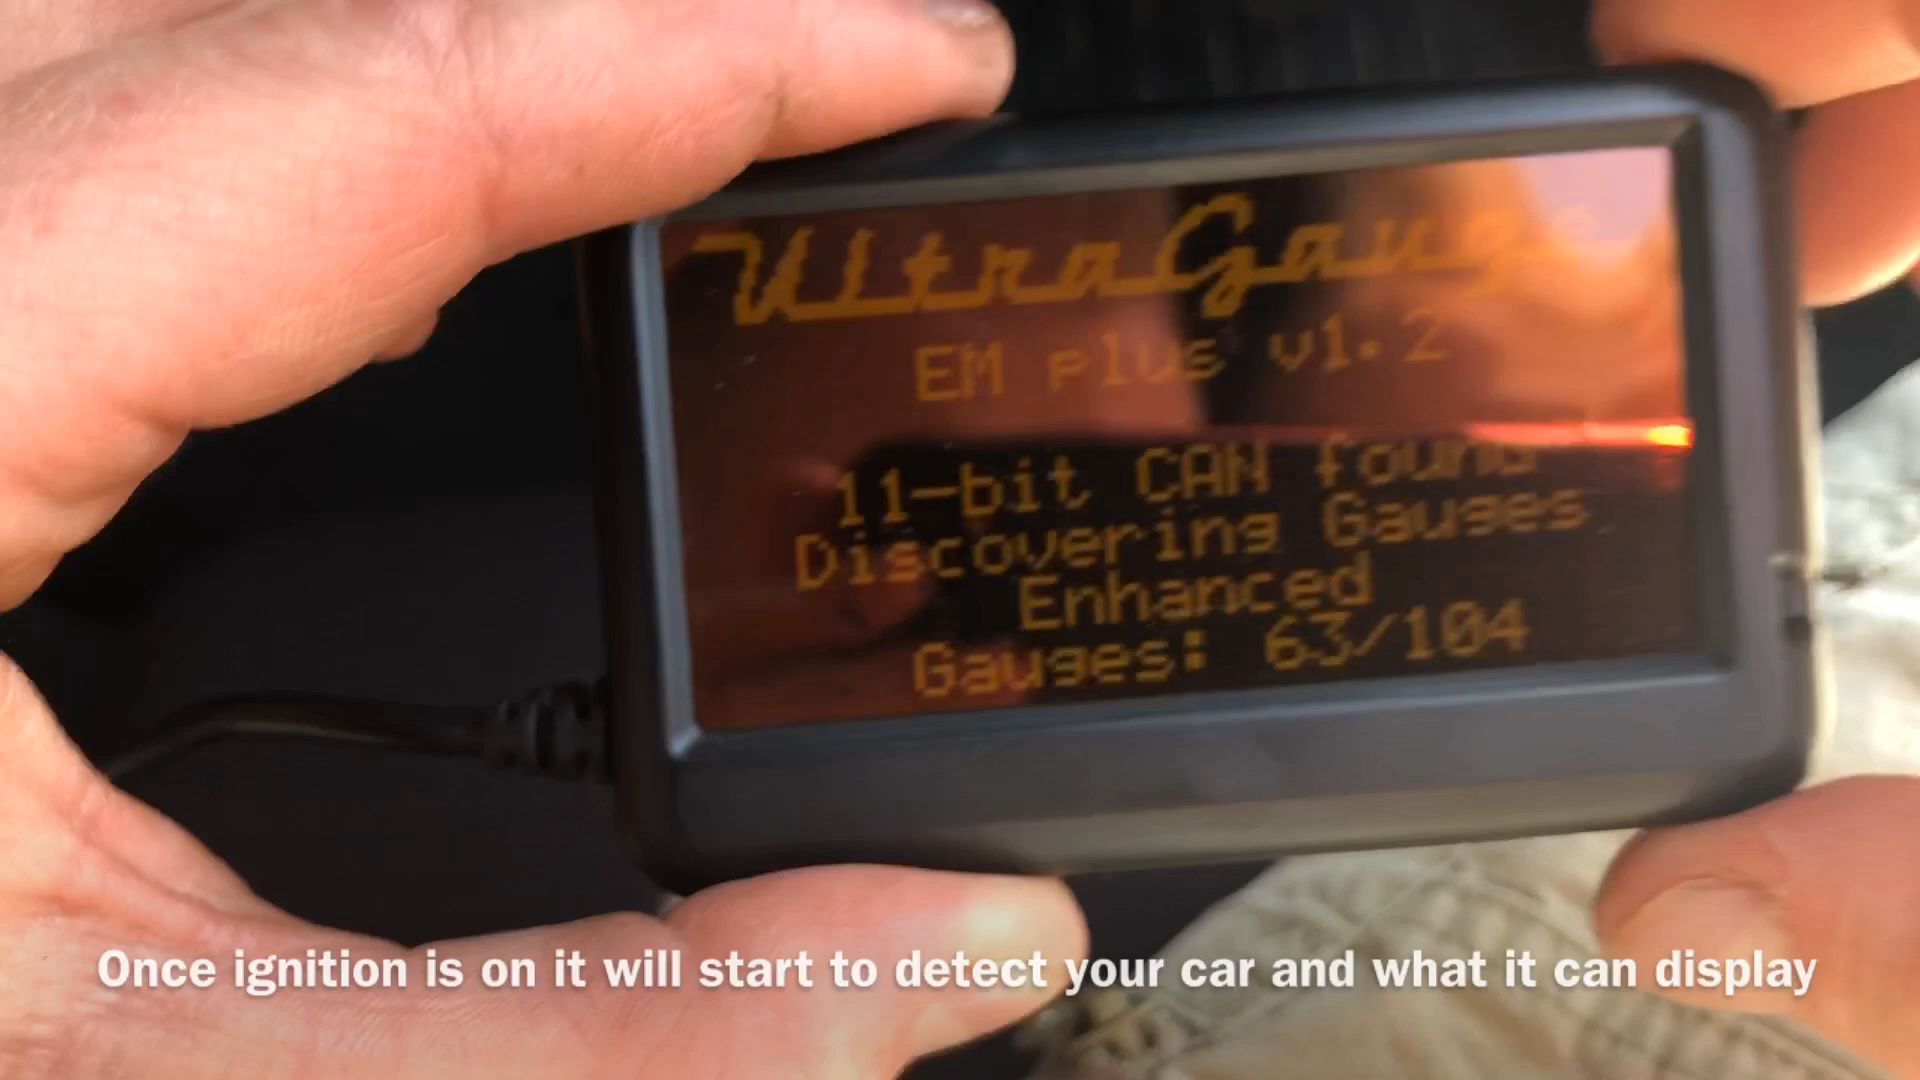 UltraGauge
EM plus v1.2
11-bit CAN found
Discovering Gauges
Enhanced
Gauges: 63/104
Once ignition is on it will start to detect your car and what it can display